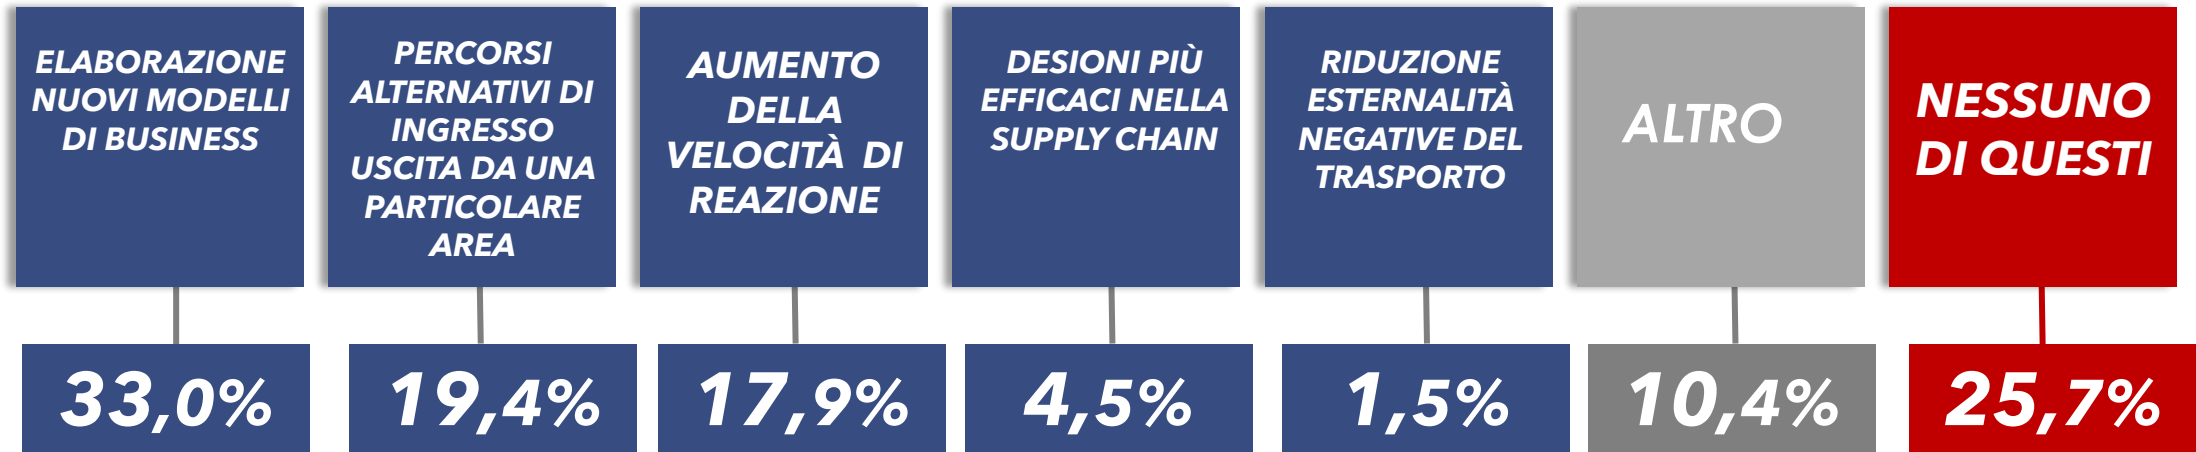 ELABORAZIONE
NUOVI MODELLI
DI BUSINESS
PERCORSI
ALTERNATIVI DI
INGRESSO
USCITA DA UNA
PARTICOLARE
AREA
AUMENTO
DELLA
VELOCITÀ DI
REAZIONE
DESIONI PIÙ
EFFICACI NELLA
SUPPLY CHAIN
RIDUZIONE
ESTERNALITÀ
NEGATIVE DEL
TRASPORTO
ALTRO
NESSUNO
DI QUESTI
33,0%
19,4%
17,9%
4,5%
1,5%
10,4%
25,7%